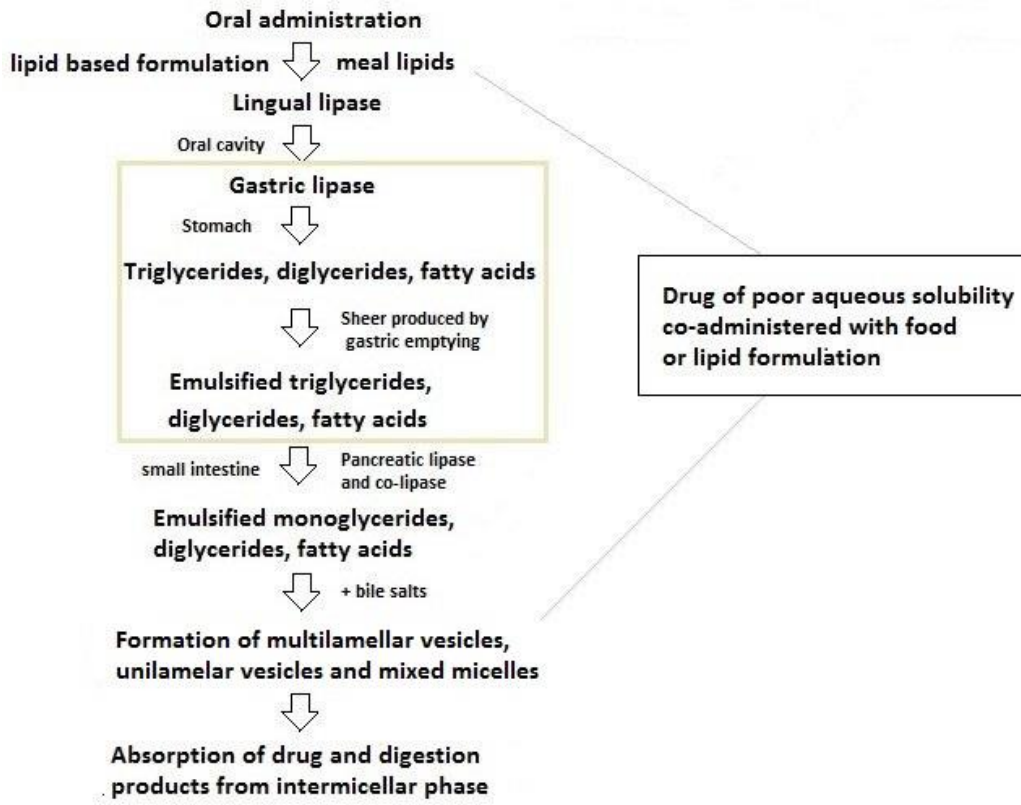 Oral administration
lipid based formulation meal lipids
Lingual lipase
Oral cavity
Gastric lipase
Stomach
Triglycerides, diglycerides, fatty acids
Sheer produced by
gastric emptying
Emulsified triglycerides,
diglycerides, fatty acids
small intestine
Pancreatic lipase
and co-lipase
Emulsified monoglycerides,
diglycerides, fatty acids
+ bile salts
Formation of multilamellar vesicles,
unilamelar vesicles and mixed micelles
Absorption of drug and digestion
products from intermicellar phase
Drug of poor aqueous solubility
co-administered with food
or lipid formulation